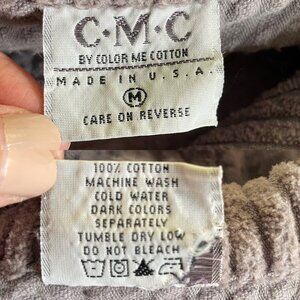 C·M·C
BY COLOR ME COTTON
MADE IN U.S.A.
M
CARE ON REVERSE
100% COTTON
MACHINE WASH
COLD WATER
DARK COLORS
SEPARATELY
TUMBLE DRY LOW
DO NOT BLEACH